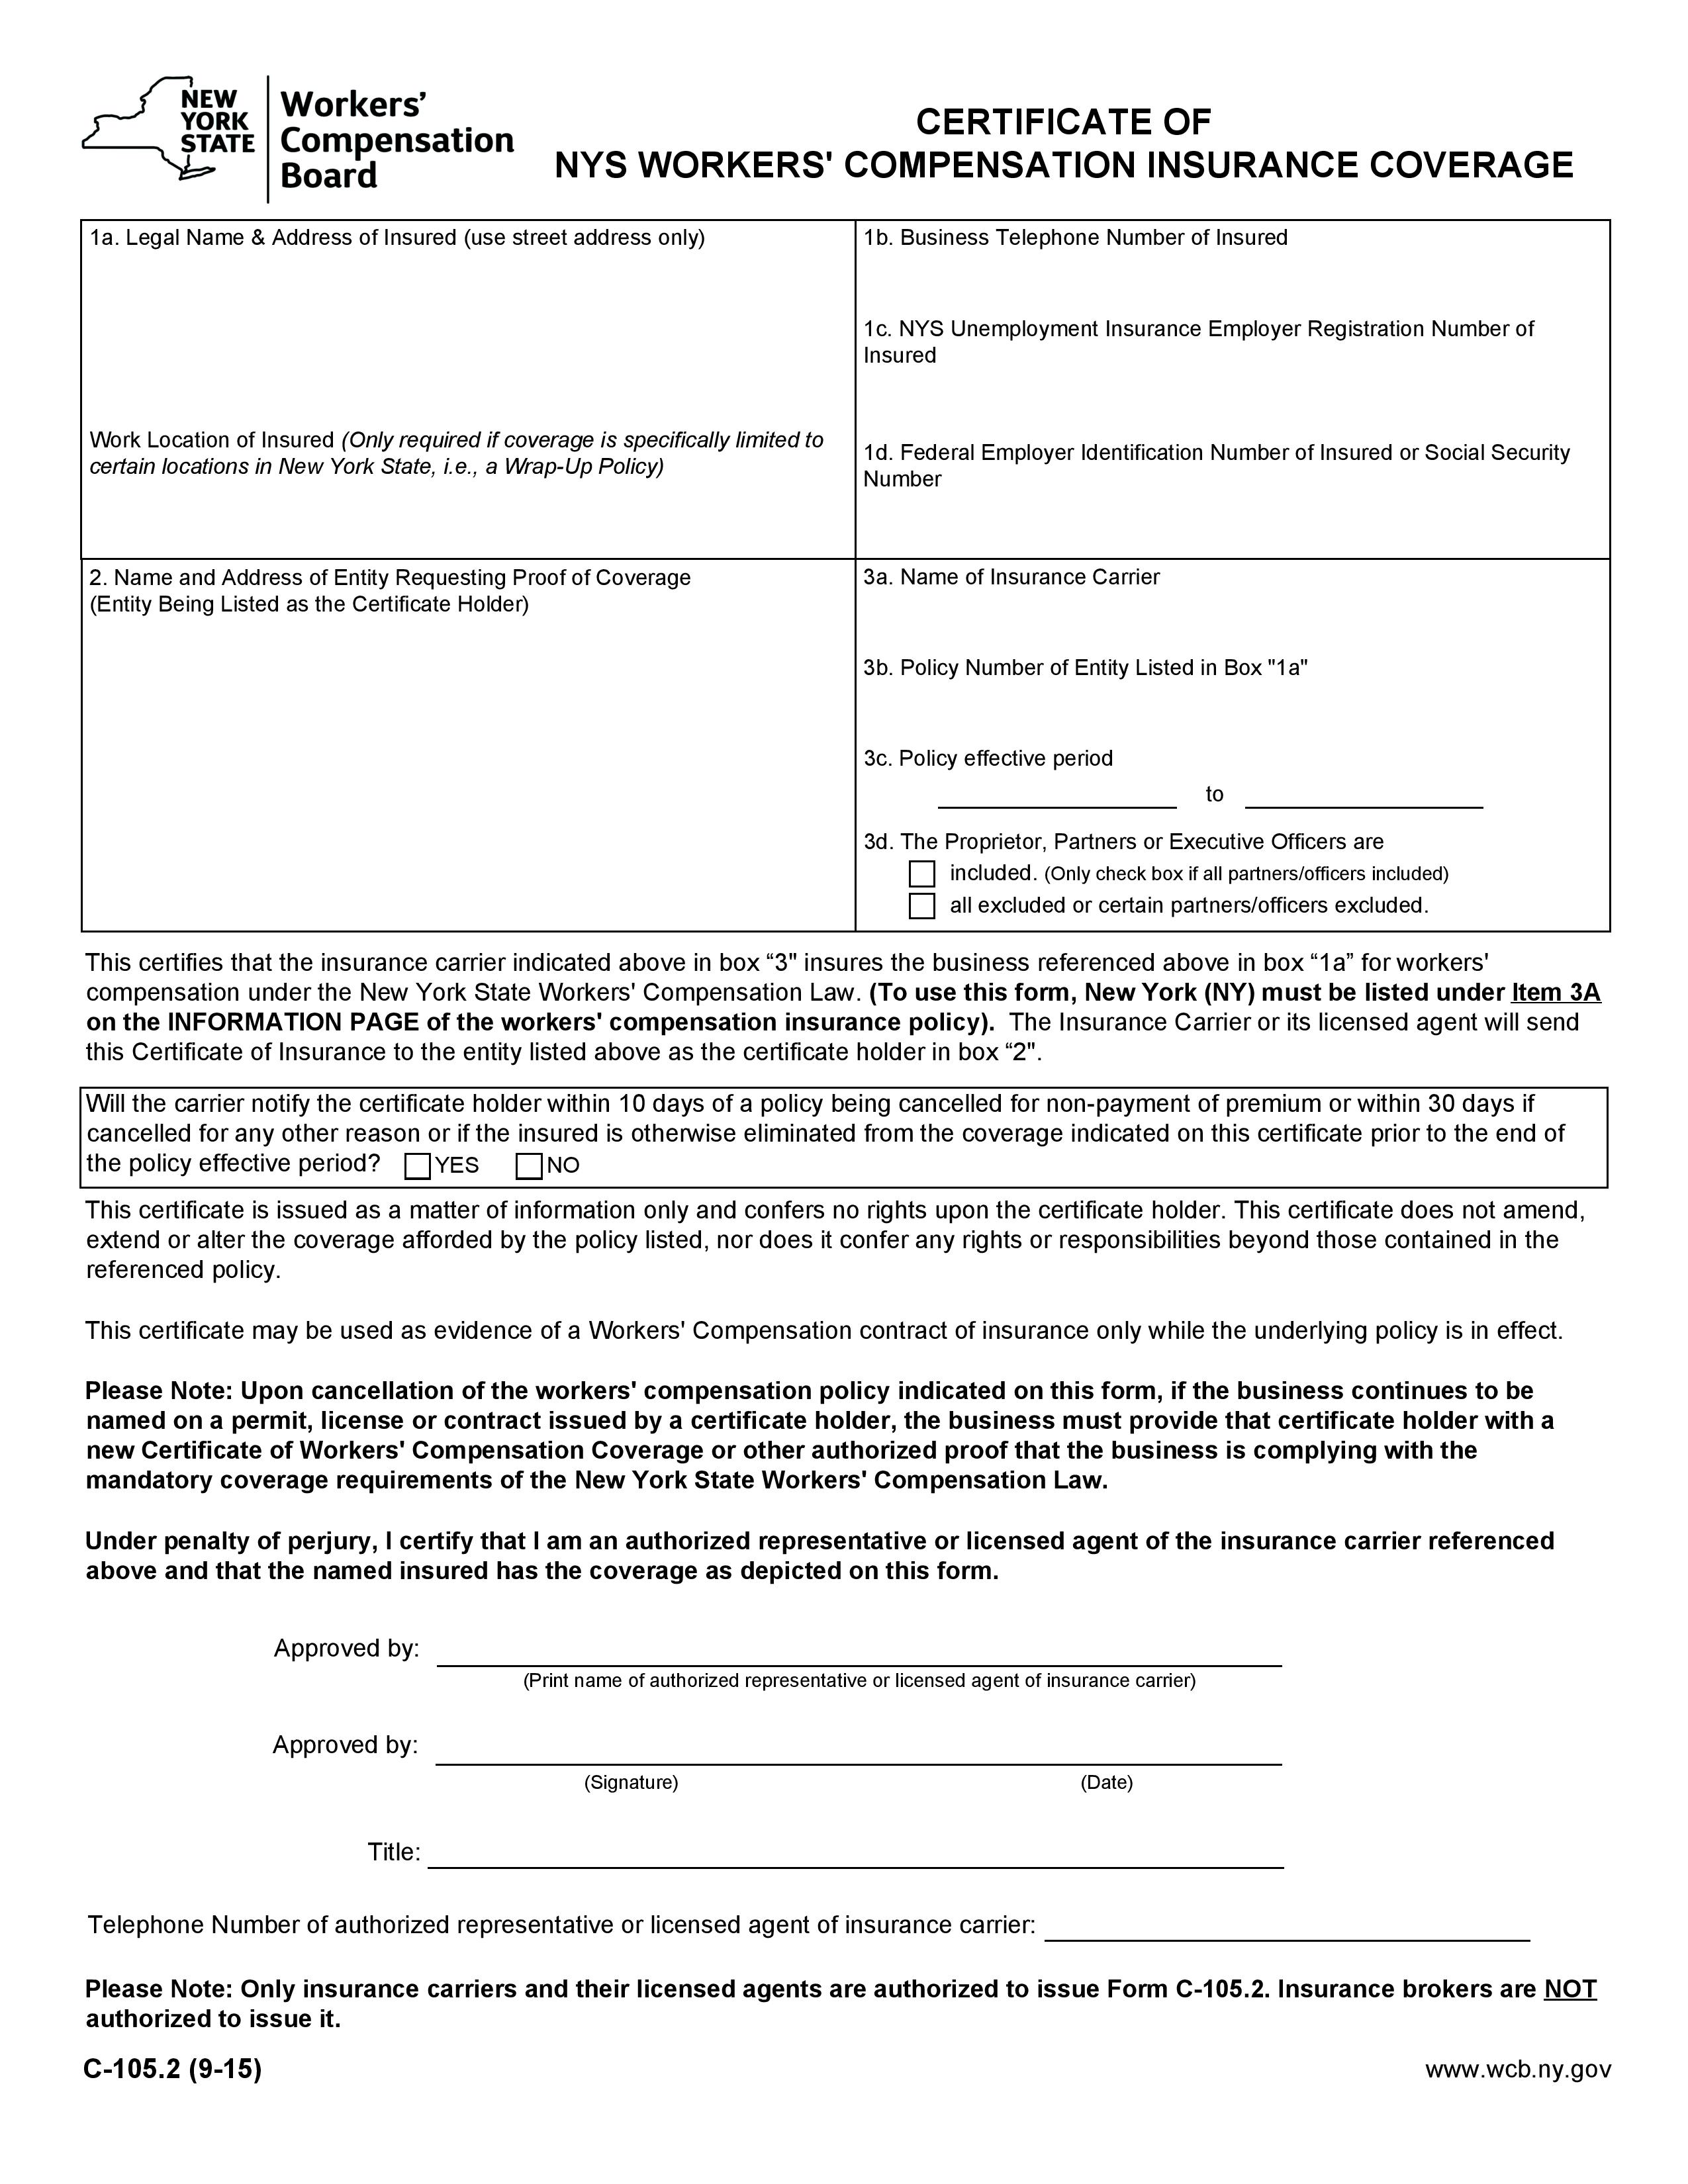 NEW
YORK
STATE
Workers’
Compensation
Board
CERTIFICATE OF
NYS WORKERS' COMPENSATION INSURANCE COVERAGE
1a. Legal Name & Address of Insured (use street address only)
Work Location of Insured (Only required if coverage is specifically limited to
certain locations in New York State, i.e., a Wrap-Up Policy)
1b. Business Telephone Number of Insured
1c. NYS Unemployment Insurance Employer Registration Number of
Insured
1d. Federal Employer Identification Number of Insured or Social Security
Number
2. Name and Address of Entity Requesting Proof of Coverage
(Entity Being Listed as the Certificate Holder)
3a. Name of Insurance Carrier
3b. Policy Number of Entity Listed in Box "1a"
3c. Policy effective period
to
3d. The Proprietor, Partners or Executive Officers are
included. (Only check box if all partners/officers included)
all excluded or certain partners/officers excluded.
This certifies that the insurance carrier indicated above in box “3" insures the business referenced above in box “1a” for workers'
compensation under the New York State Workers' Compensation Law. (To use this form, New York (NY) must be listed under Item 3A
on the INFORMATION PAGE of the workers' compensation insurance policy). The Insurance Carrier or its licensed agent will send
this Certificate of Insurance to the entity listed above as the certificate holder in box “2".
Will the carrier notify the certificate holder within 10 days of a policy being cancelled for non-payment of premium or within 30 days if
cancelled for any other reason or if the insured is otherwise eliminated from the coverage indicated on this certificate prior to the end of
the policy effective period? YES NO
This certificate is issued as a matter of information only and confers no rights upon the certificate holder. This certificate does not amend,
extend or alter the coverage afforded by the policy listed, nor does it confer any rights or responsibilities beyond those contained in the
referenced policy.
This certificate may be used as evidence of a Workers' Compensation contract of insurance only while the underlying policy is in effect.
Please Note: Upon cancellation of the workers' compensation policy indicated on this form, if the business continues to be
named on a permit, license or contract issued by a certificate holder, the business must provide that certificate holder with a
new Certificate of Workers' Compensation Coverage or other authorized proof that the business is complying with the
mandatory coverage requirements of the New York State Workers' Compensation Law.
Under penalty of perjury, I certify that I am an authorized representative or licensed agent of the insurance carrier referenced
above and that the named insured has the coverage as depicted on this form.
Approved by:
(Print name of authorized representative or licensed agent of insurance carrier)
Approved by:
(Signature) (Date)
Title:
Telephone Number of authorized representative or licensed agent of insurance carrier:
Please Note: Only insurance carriers and their licensed agents are authorized to issue Form C-105.2. Insurance brokers are NOT
authorized to issue it.
C-105.2 (9-15) www.wcb.ny.gov